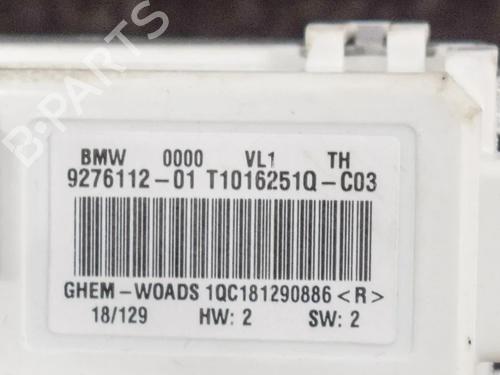 B-PARTS
BMW 0000 VL1 TH
9276112-01 T1016251Q-C03
GHEM-WOADS 1QC181290886 <R>
18/129 HW: 2 SW: 2